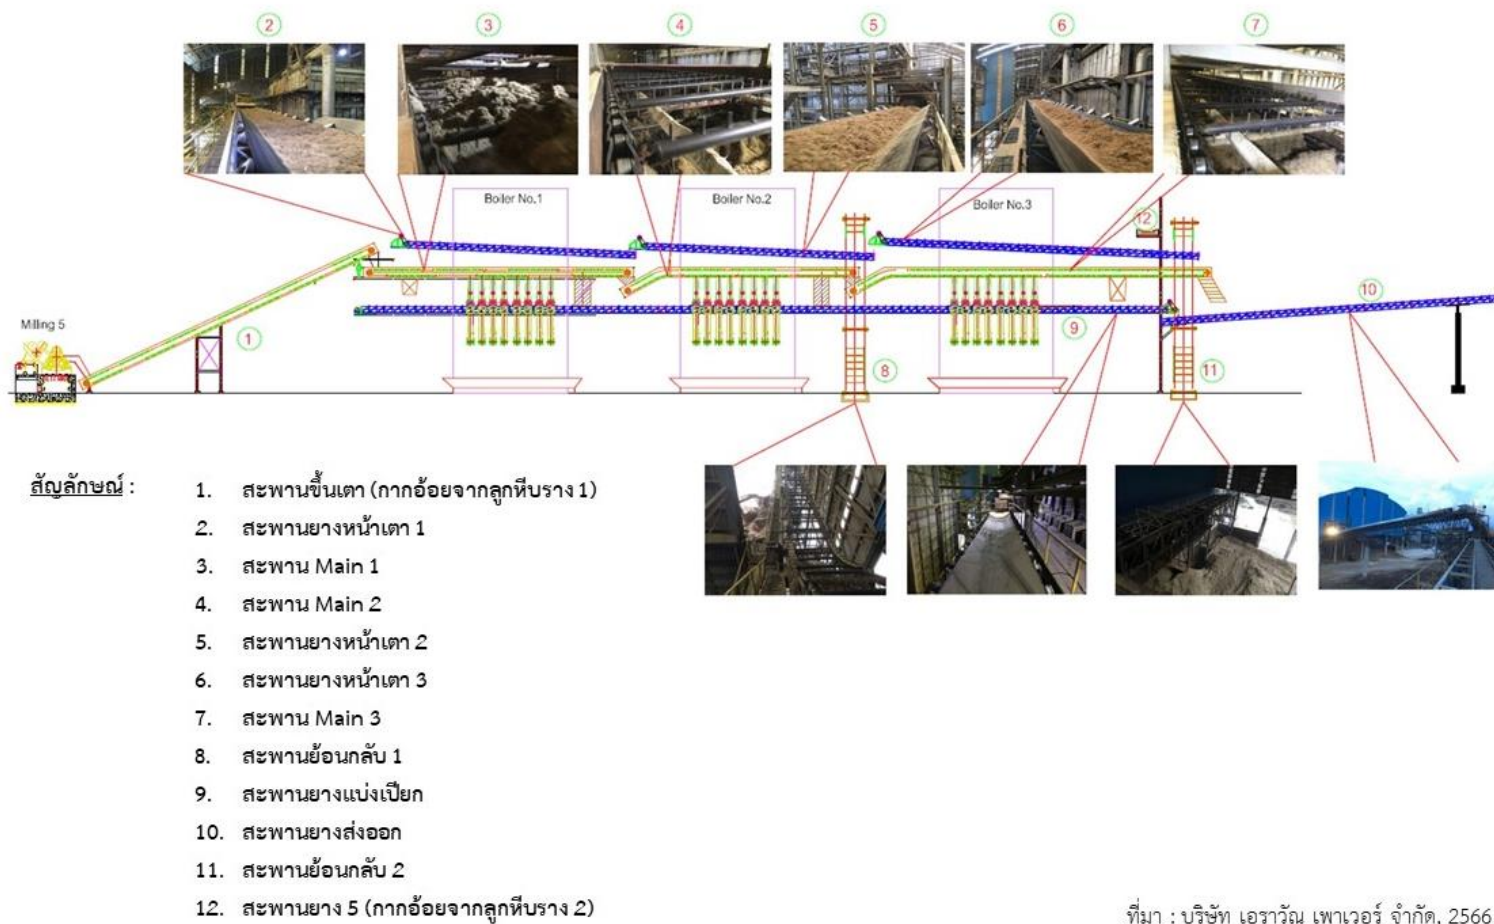 2
3
4
5
6
7
Boiler No.1
Boiler No.2
Boiler No.3
12
10
Milling 5
1
9
8
11
สัญลักษณ์ :
1. สะพานขึ้นเตา (กากอ้อยจากลูกหีบราง 1)
2. สะพานยางหน้าเตา 1
3. สะพาน Main 1
4. สะพาน Main 2
5. สะพานยางหน้าเตา 2
6. สะพานยางหน้าเตา 3
7. สะพาน Main 3
8. สะพานย้อนกลับ 1
9. สะพานยางแบ่งเปียก
10. สะพานยางส่งออก
11. สะพานย้อนกลับ 2
12. สะพานยาง 5 (กากอ้อยจากลูกหีบราง 2)
ที่มา : บริษัท เอราวัณ เพาเวอร์ จำกัด, 2566